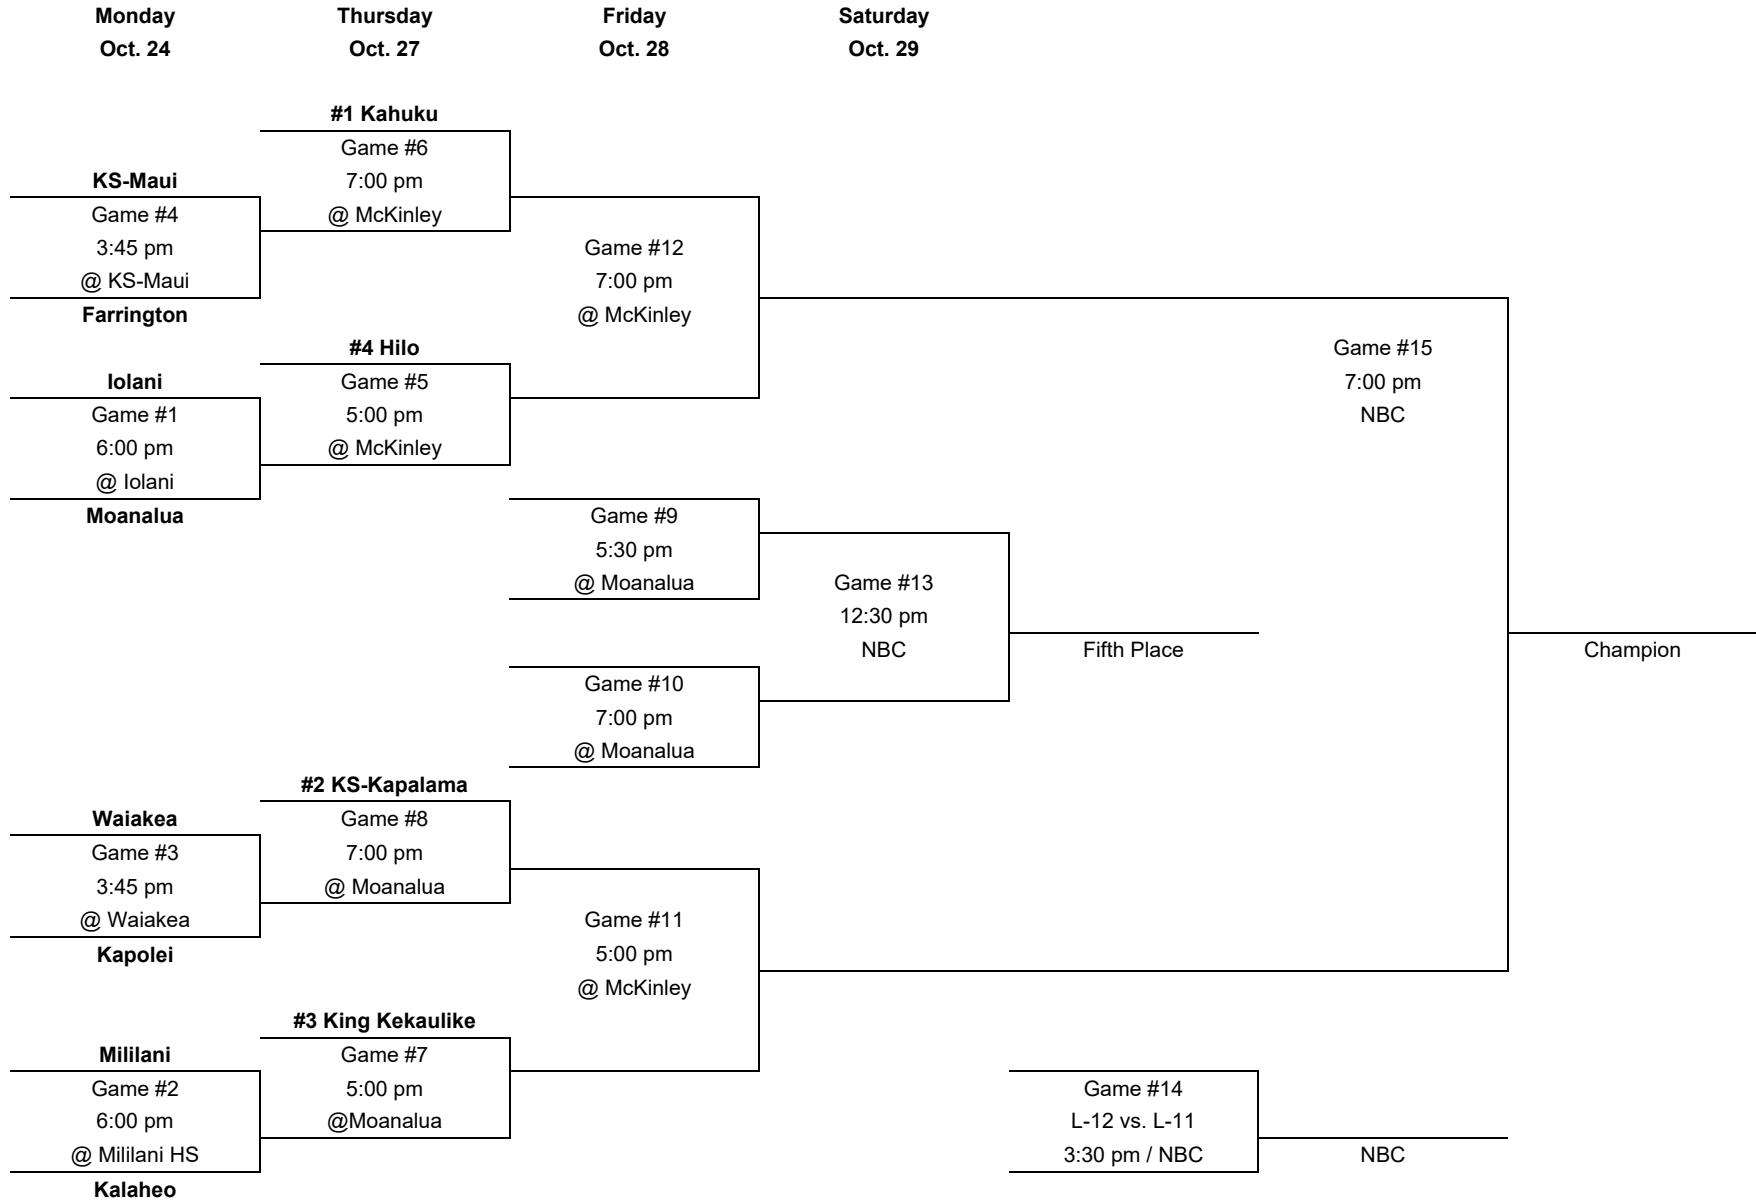 Monday
Oct. 24
Thursday
Oct. 27
Friday
Oct. 28
Saturday
Oct. 29
KS-Maui
Game #4
3:45 pm
@ KS-Maui
Farrington
Iolani
Game #1
6:00 pm
@ Iolani
Moanalua
Waiakea
Game #3
3:45 pm
@ Waiakea
Kapolei
Mililani
Game #2
6:00 pm
@ Mililani HS
Kalaheo
#1 Kahuku
Game #6
7:00 pm
@ McKinley
#4 Hilo
Game #5
5:00 pm
@ McKinley
#2 KS-Kapalama
Game #8
7:00 pm
@ Moanalua
#3 King Kekaulike
Game #7
5:00 pm
@Moanalua
Game #12
7:00 pm
@ McKinley
Game #9
5:30 pm
@ Moanalua
Game #10
7:00 pm
@ Moanalua
Game #11
5:00 pm
@ McKinley
Game #13
12:30 pm
NBC
Fifth Place
Game #14
L-12 vs. L-11
3:30 pm / NBC
Game #15
7:00 pm
NBC
NBC
Champion